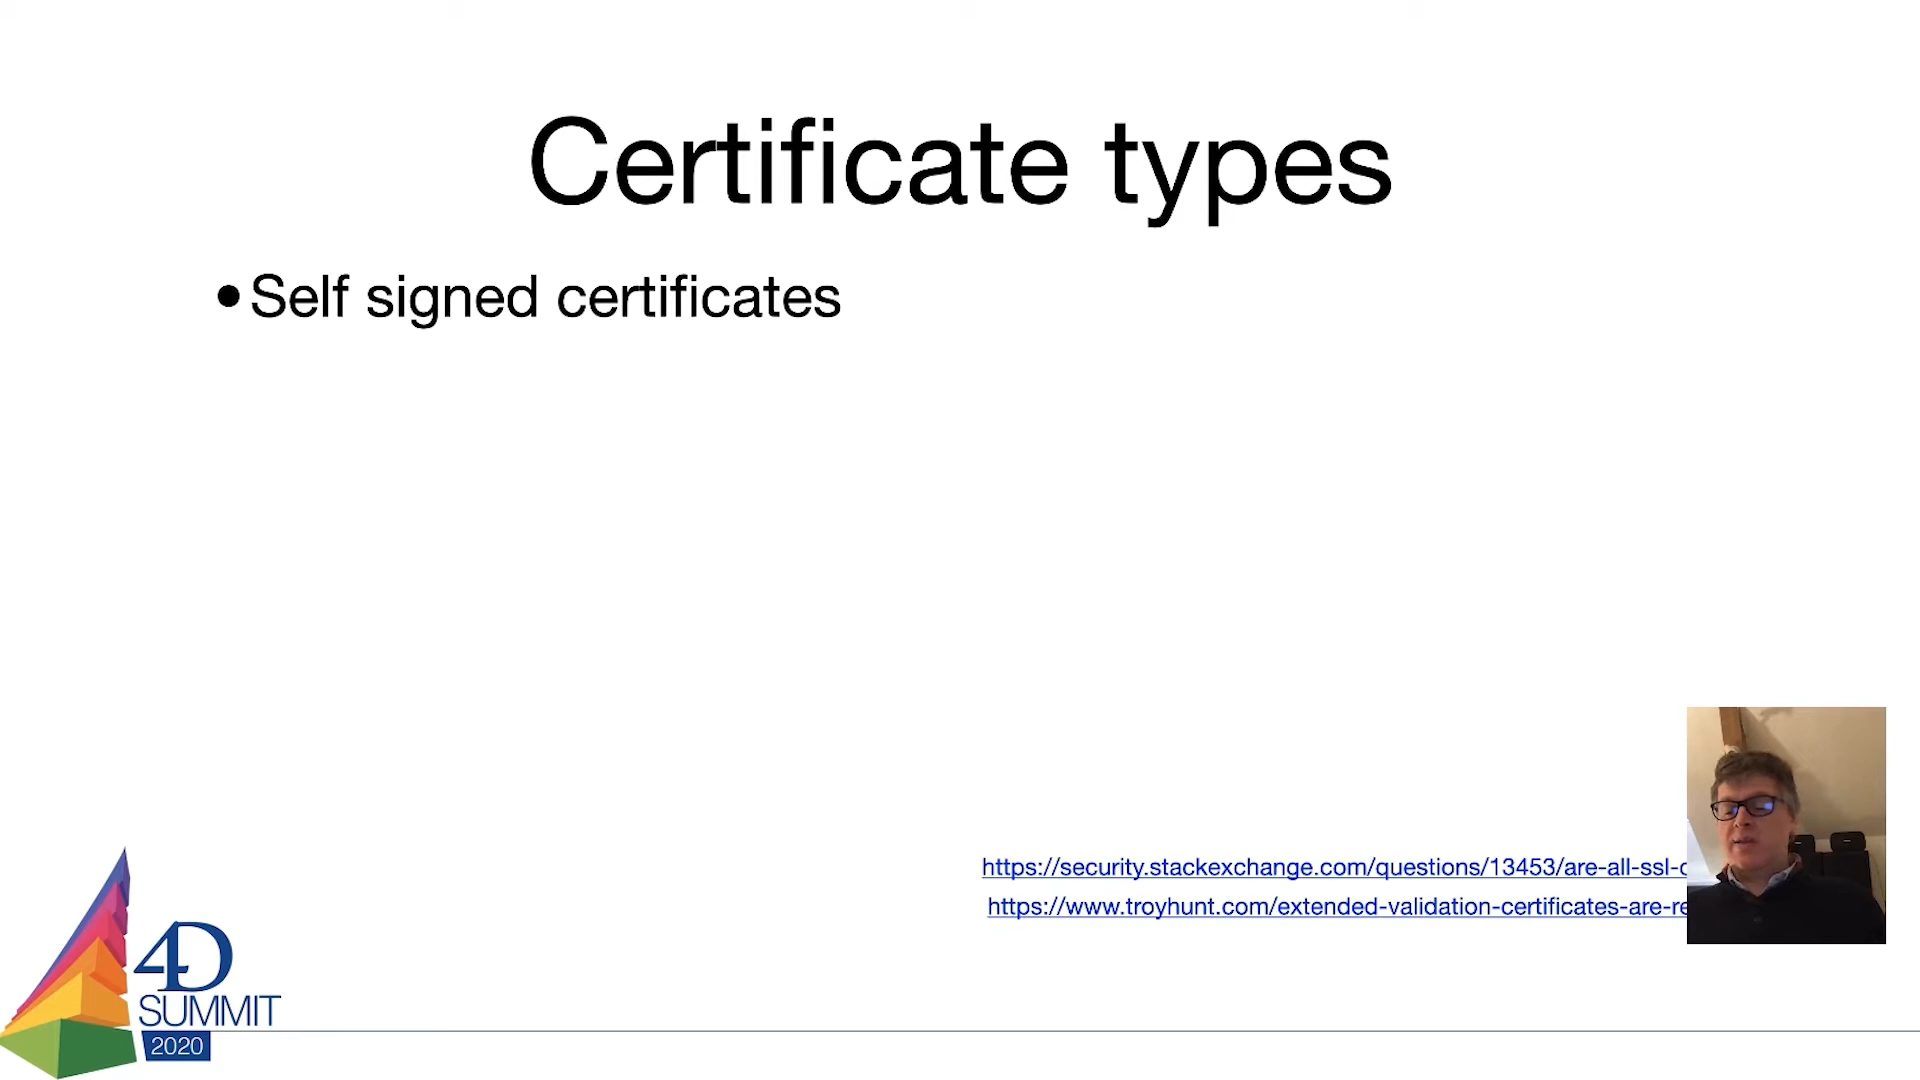 Certificate types
•Self signed certificates
https://security.stackexchange.com/questions/13453/are-all-ssl-c
https://www.troyhunt.com/extended-validation-certificates-are-re
4D
SUMMIT
2020